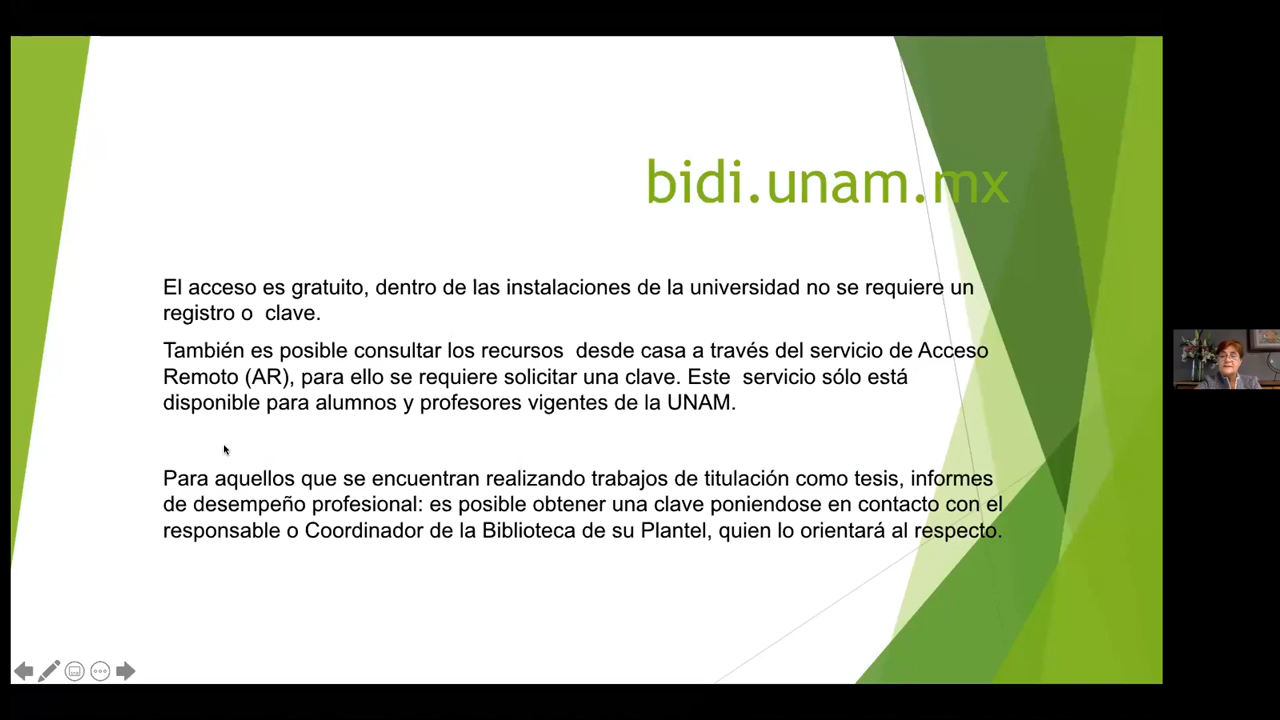 bidi.unam.mx
El acceso es gratuito, dentro de las instalaciones de la universidad no se requiere un
registro o  clave.
También es posible consultar los recursos  desde casa a través del servicio de Acceso
Remoto (AR), para ello se requiere solicitar una clave. Este  servicio sólo está
disponible para alumnos y profesores vigentes de la UNAM.
Para aquellos que se encuentran realizando trabajos de titulación como tesis, informes
de desempeño profesional: es posible obtener una clave poniendose en contacto con el
responsable o Coordinador de la Biblioteca de su Plantel, quien lo orientará al respecto.